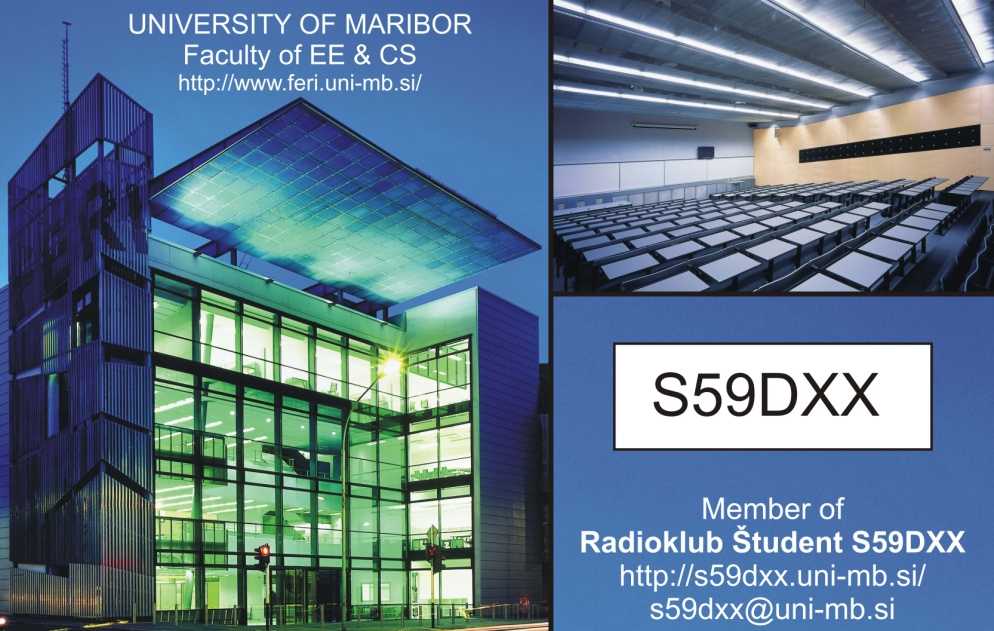 UNIVERSITY OF MARIBOR
Faculty of EE & CS
http://www.feri.uni-mb.si/
FERI
S59DXX
Member of
Radioklub Študent S59DXX
http://s59dxx.uni-mb.si/
s59dxx@uni-mb.si